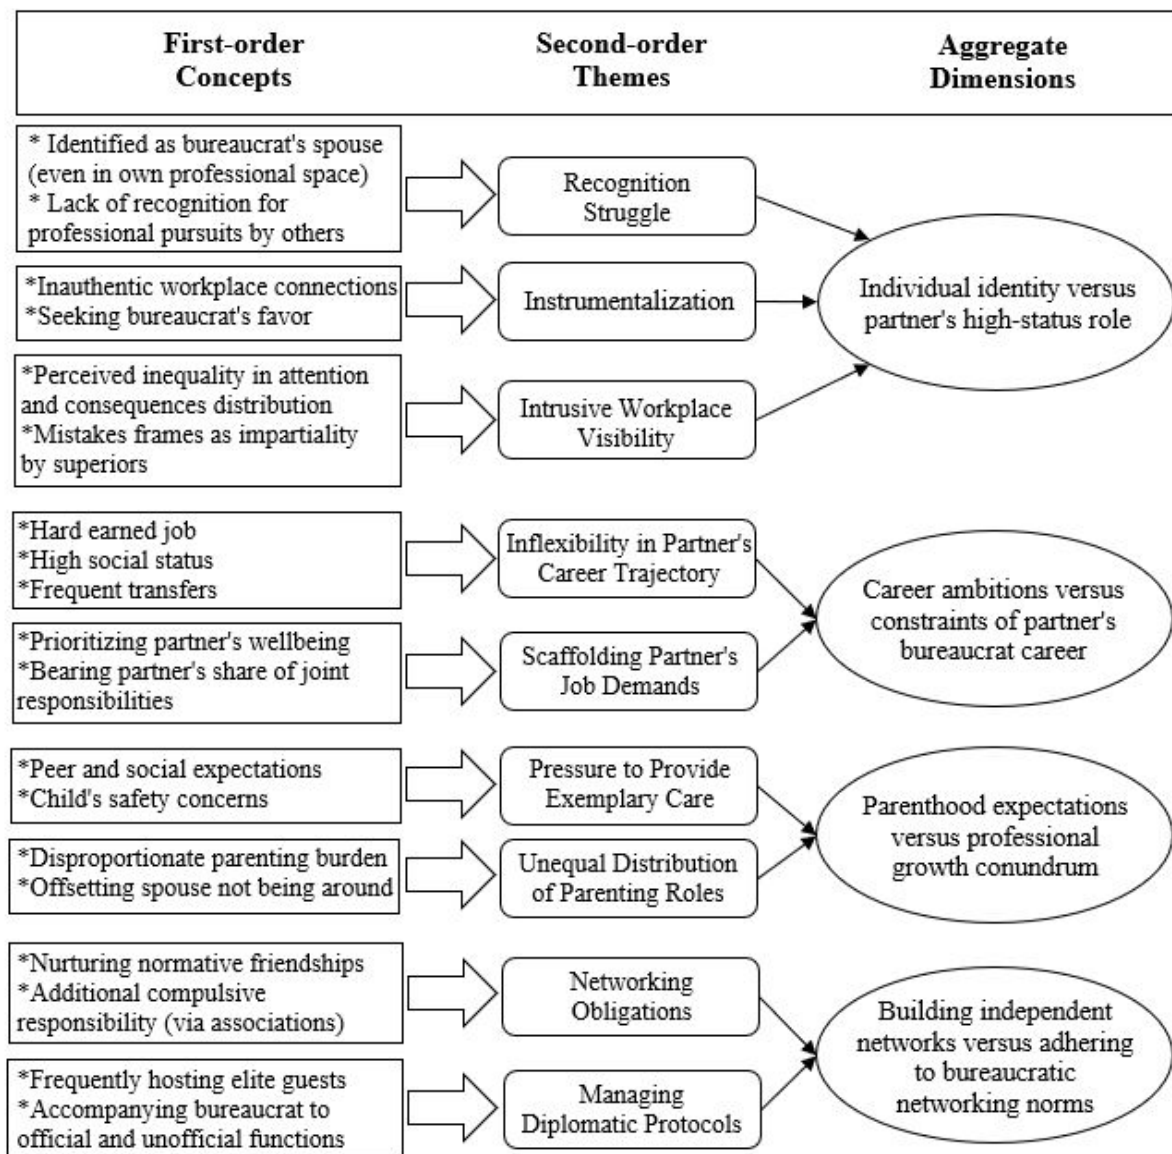 First-order
Concepts
Second-order
Themes
Aggregate
Dimensions
* Identified as bureaucrat's spouse
(even in own professional space)
* Lack of recognition for
professional pursuits by others
Recognition
Struggle
*Inauthentic workplace connections
*Seeking bureaucrat's favor
Instrumentalization
*Perceived inequality in attention
and consequences distribution
*Mistakes frames as impartiality
by superiors
Intrusive Workplace
Visibility
Individual identity versus
partner's high-status role
*Hard earned job
*High social status
*Frequent transfers
Inflexibility in Partner's
Career Trajectory
*Prioritizing partner's wellbeing
*Bearing partner's share of joint
responsibilities
Scaffolding Partner's
Job Demands
Career ambitions versus
constraints of partner's
bureaucrat career
*Peer and social expectations
*Child's safety concerns
Pressure to Provide
Exemplary Care
*Disproportionate parenting burden
*Offsetting spouse not being around
Unequal Distribution
of Parenting Roles
Parenthood expectations
versus professional
growth conundrum
*Nurturing normative friendships
*Additional compulsive
responsibility (via associations)
Networking
Obligations
*Frequently hosting elite guests
*Accompanying bureaucrat to
official and unofficial functions
Managing
Diplomatic Protocols
Building independent
networks versus adhering
to bureaucratic
networking norms